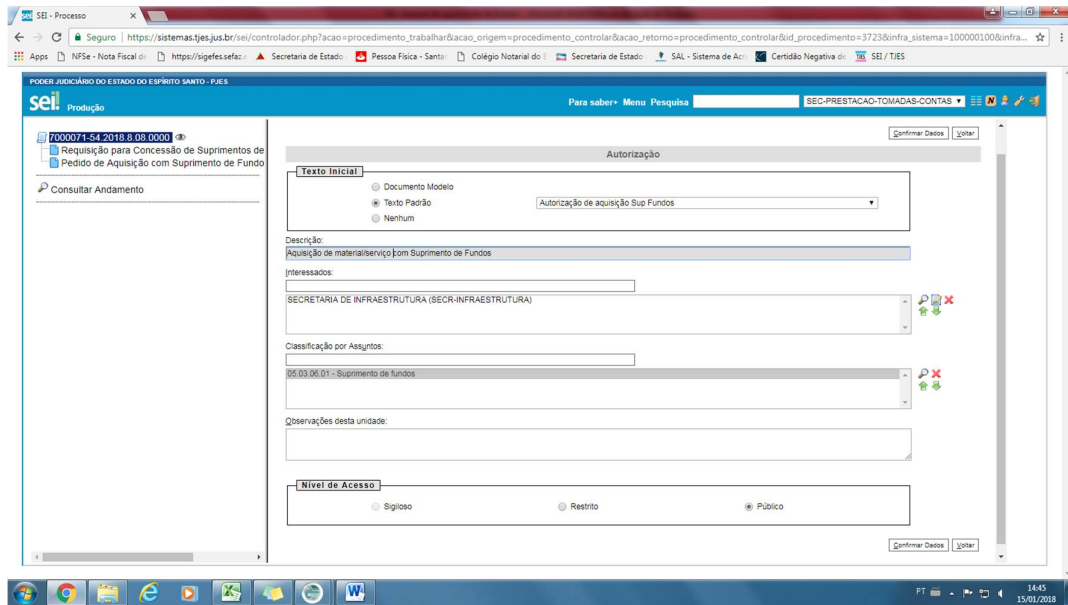 SEI - Processo
Seguro | https://sistemas.tjes.jus.br/sei/controlador.php?acao=procedimento_trabalhar&acao_origem=procedimento_controlar&acao_retorno=procedimento_controlar&id_procedimento=3723&infra_sistema=100000100&infra...
Apps NFSe - Nota Fiscal de https://sigefes.sefaz.e Secretaria de Estado Pessoa Física - Santa Colégio Notarial do Secretaria de Estado SAL - Sistema de Acn Certidão Negativa de SEI / TJES
PODER JUDICIÁRIO DO ESTADO DO ESPÍRITO SANTO - PJES
sei! Produção Para saber+ Menu Pesquisa SEC-PRESTACAO-TOMADAS-CONTAS
7000071-54.2018.8.08.0000
Requisição para Concessão de Suprimentos de
Pedido de Aquisição com Suprimento de Fundo
Consultar Andamento
Confirmar Dados Voltar
Autorização
Texto Inicial
Documento Modelo
Texto Padrão Autorização de aquisição Sup Fundos
Nenhum
Descrição:
Aquisição de material/serviço com Suprimento de Fundos
Interessados:
SECRETARIA DE INFRAESTRUTURA (SECR-INFRAESTRUTURA)
Classificação por Assuntos:
05.03.06.01 - Suprimento de fundos
Observações desta unidade:
Nível de Acesso
Sigiloso Restrito Público
Confirmar Dados Voltar
PT 14:45
15/01/2018